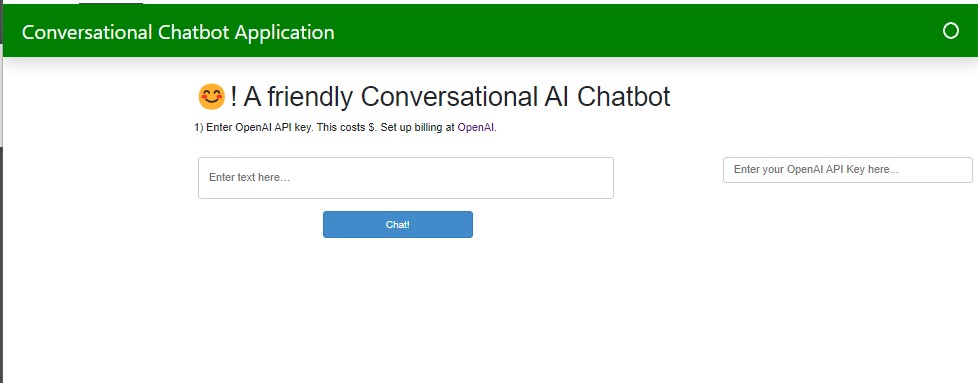 Conversational Chatbot Application
😊! A friendly Conversational AI Chatbot
1) Enter OpenAI API key. This costs $. Set up billing at OpenAI.
Enter text here...
Enter your OpenAI API Key here...
Chat!